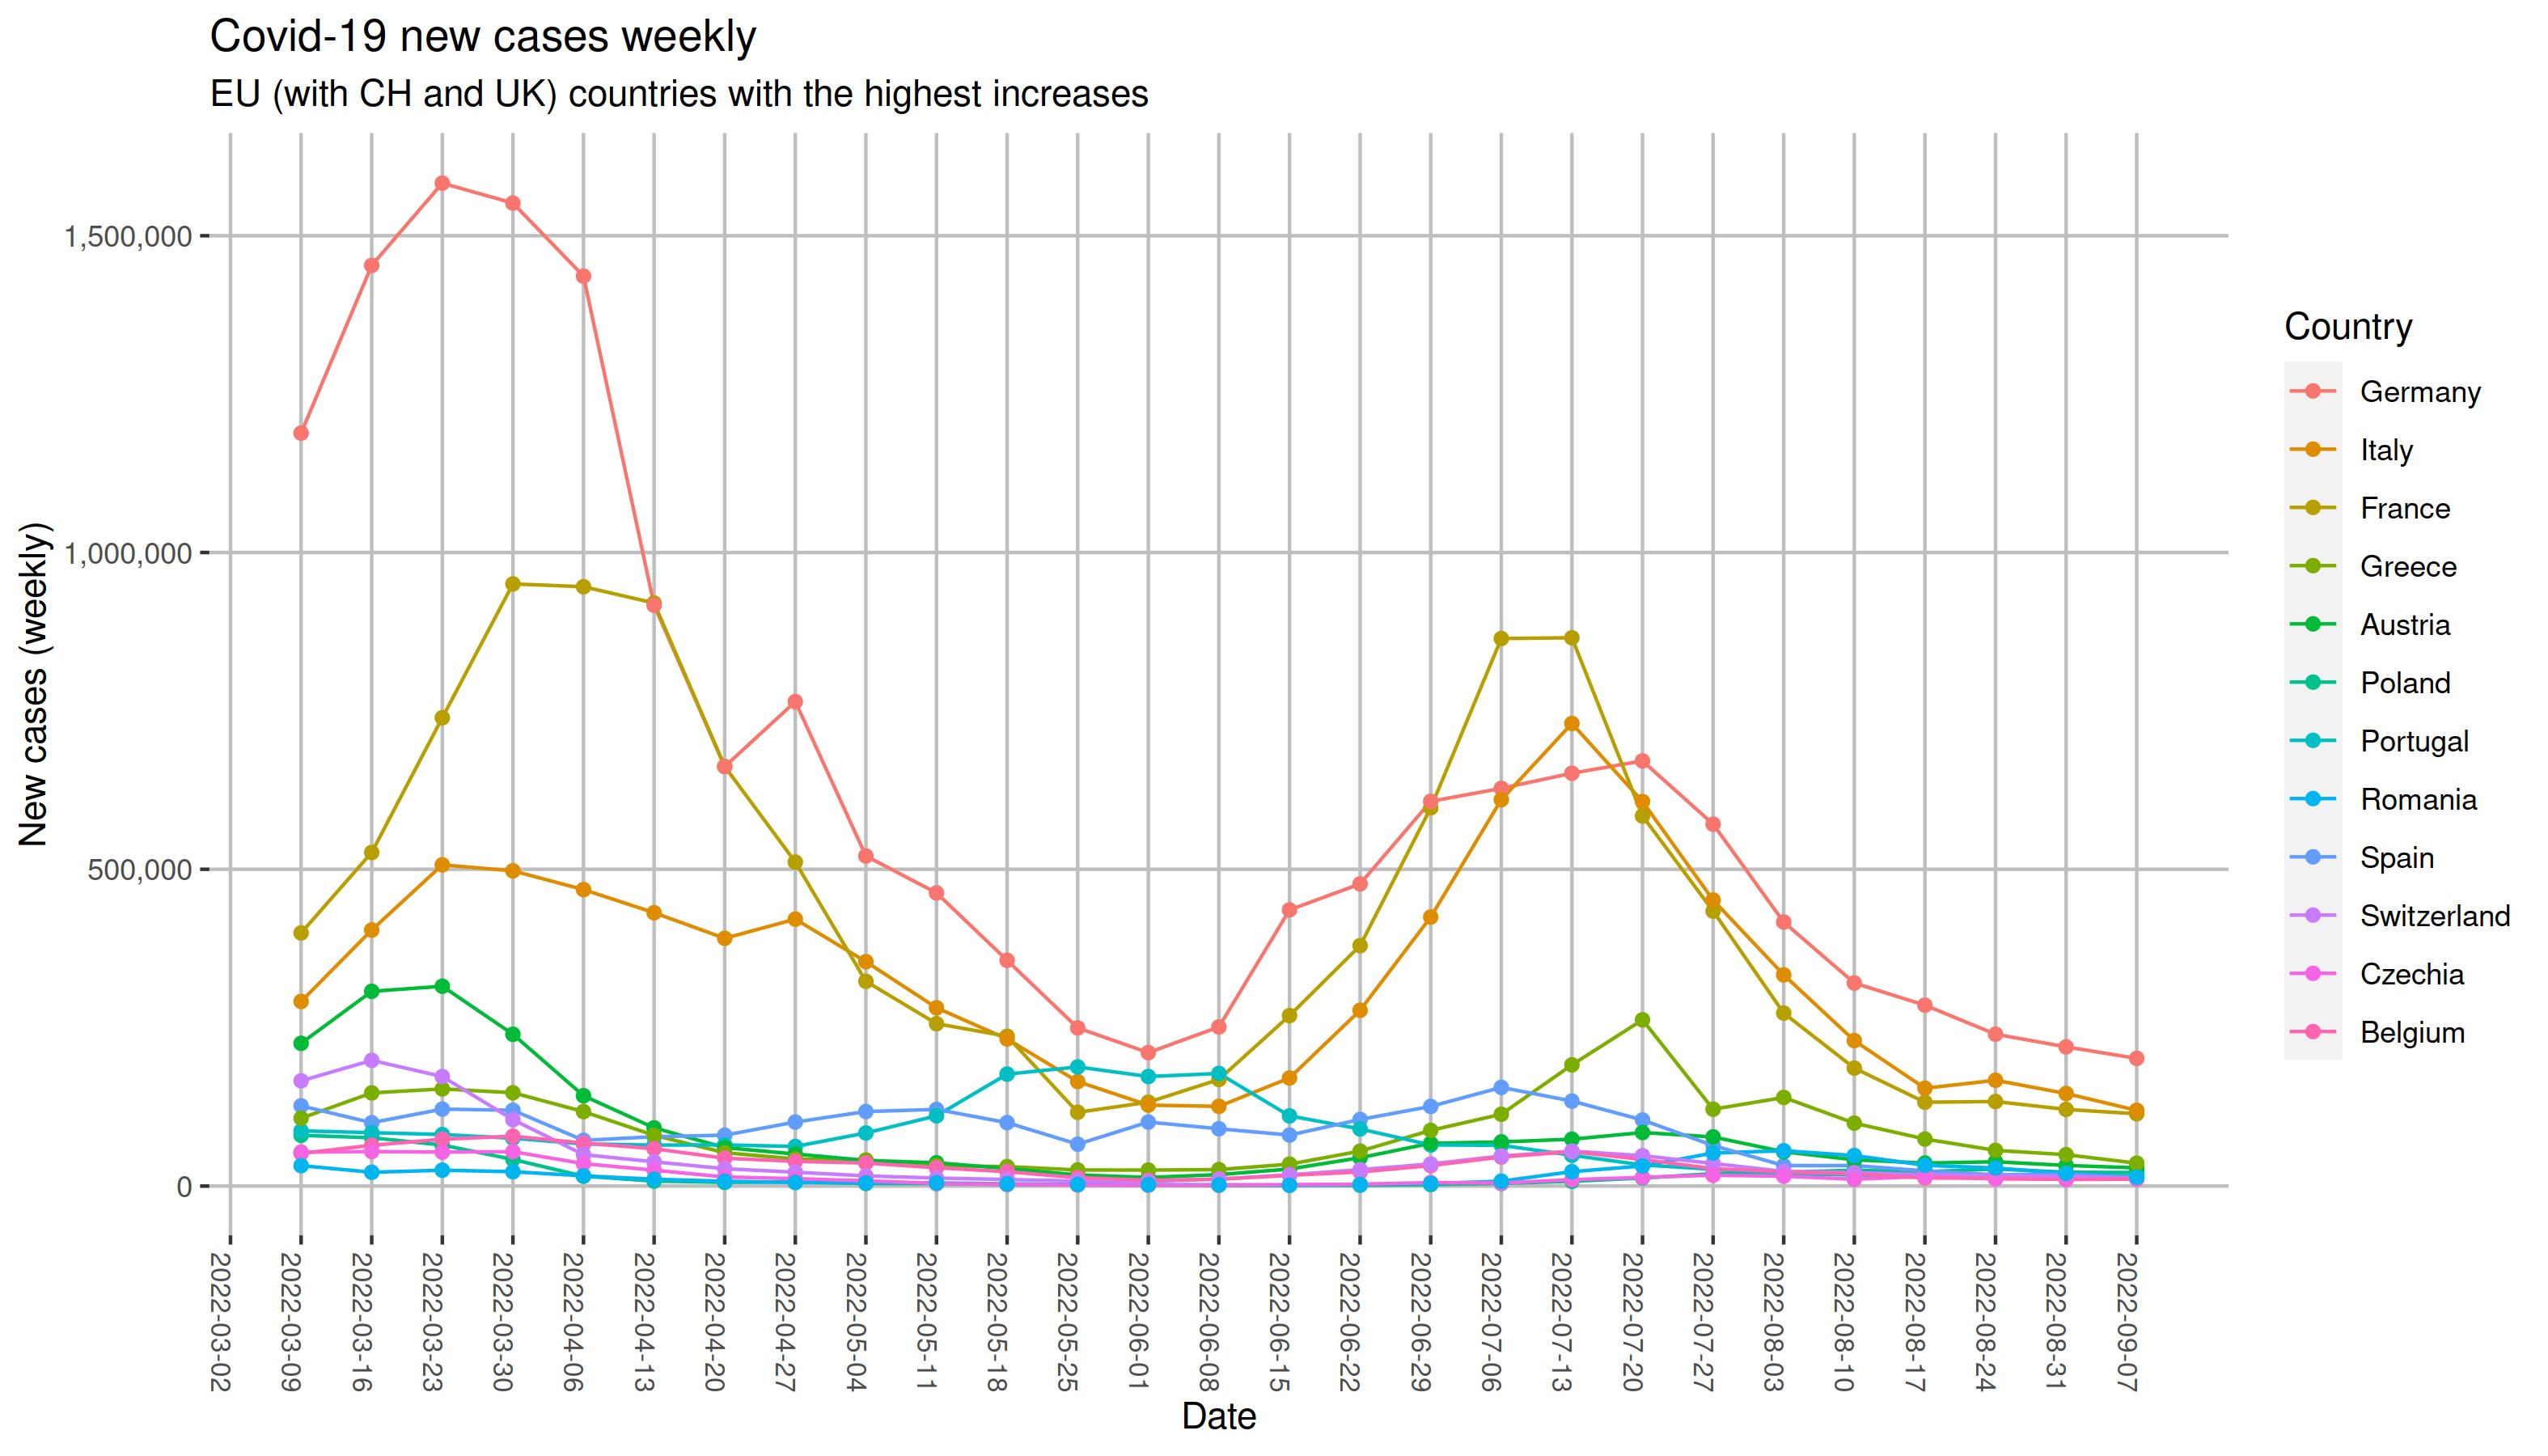 Covid-19 new cases weekly
EU (with CH and UK) countries with the highest increases
New cases (weekly)
1,500,000
1,000,000
500,000
0
2022-03-02
2022-03-09
2022-03-16
2022-03-23
2022-03-30
2022-04-06
2022-04-13
2022-04-20
2022-04-27
2022-05-04
2022-05-11
2022-05-18
2022-05-25
2022-06-01
2022-06-08
2022-06-15
2022-06-22
2022-06-29
2022-07-06
2022-07-13
2022-07-20
2022-07-27
2022-08-03
2022-08-10
2022-08-17
2022-08-24
2022-08-31
2022-09-07
Date
Country
Germany
Italy
France
Greece
Austria
Poland
Portugal
Romania
Spain
Switzerland
Czechia
Belgium